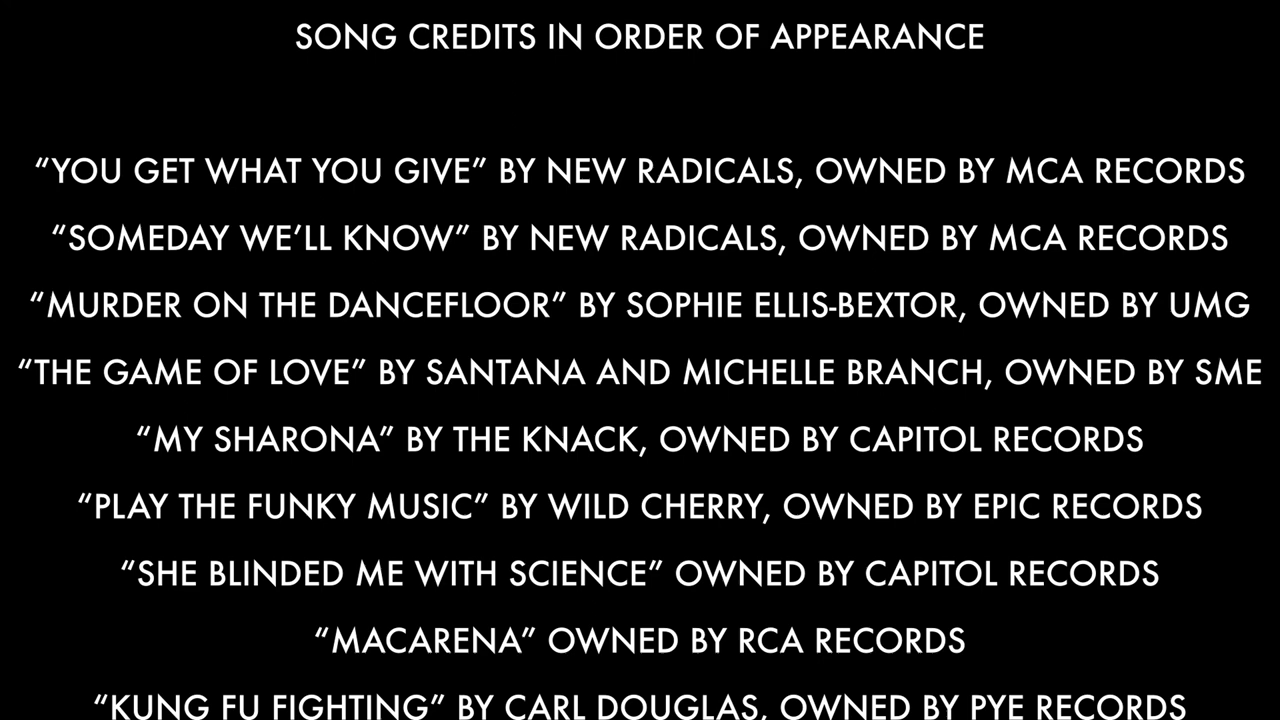 SONG CREDITS IN ORDER OF APPEARANCE
“YOU GET WHAT YOU GIVE” BY NEW RADICALS, OWNED BY MCA RECORDS
“SOMEDAY WE’LL KNOW” BY NEW RADICALS, OWNED BY MCA RECORDS
“MURDER ON THE DANCEFLOOR” BY SOPHIE ELLIS-BEXTOR, OWNED BY UMG
“THE GAME OF LOVE” BY SANTANA AND MICHELLE BRANCH, OWNED BY SME
“MY SHARONA” BY THE KNACK, OWNED BY CAPITOL RECORDS
“PLAY THE FUNKY MUSIC” BY WILD CHERRY, OWNED BY EPIC RECORDS
“SHE BLINDED ME WITH SCIENCE” OWNED BY CAPITOL RECORDS
“MACARENA” OWNED BY RCA RECORDS
“KUNG FU FIGHTING” BY CARL DOUGLAS, OWNED BY PYE RECORDS